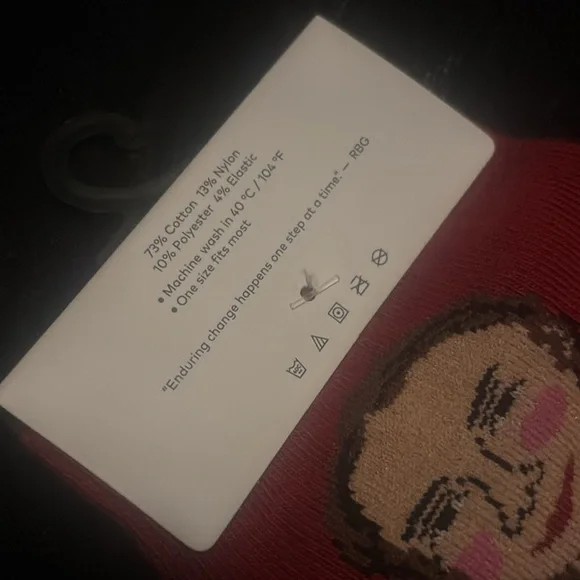 73% Cotton 13% Nylon
10% Polyester 4% Elastic
• Machine wash in 40 °C / 104 °F
• One size fits most
"Enduring change happens one step at a time." — RBG